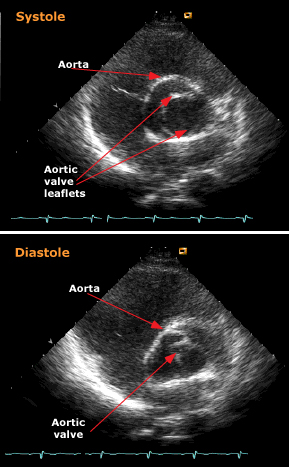 Systole
Aorta
Aortic
valve
leaflets
Diastole
Aorta
Aortic
valve